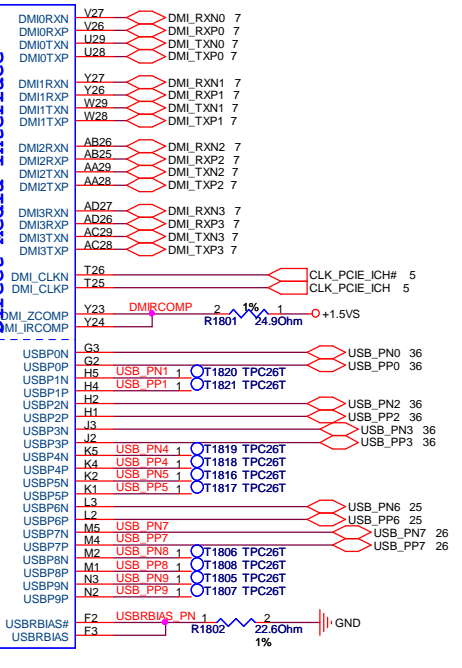 DMI0RXN V27 DMI_RXN0 7
DMI0RXP V26 DMI_RXP0 7
DMI0TXN U29 DMI_TXN0 7
DMI0TXP U28 DMI_TXP0 7
DMI1RXN Y27 DMI_RXN1 7
DMI1RXP Y26 DMI_RXP1 7
DMI1TXN W29 DMI_TXN1 7
DMI1TXP W28 DMI_TXP1 7
DMI2RXN AB26 DMI_RXN2 7
DMI2RXP AB25 DMI_RXP2 7
DMI2TXN AA29 DMI_TXN2 7
DMI2TXP AA28 DMI_TXP2 7
DMI3RXN AD27 DMI_RXN3 7
DMI3RXP AD26 DMI_RXP3 7
DMI3TXN AC29 DMI_TXN3 7
DMI3TXP AC28 DMI_TXP3 7
DMI_CLKN T26 CLK_PCIE_ICH# 5
DMI_CLKP T25 CLK_PCIE_ICH 5
DMI_ZCOMP Y23 DMIRCOMP 2 1% 1 +1.5VS
DMI_IRCOMP Y24 R1801 24.9Ohm
USBP0N G3 USB_PN0 36
USBP0P G2 USB_PP0 36
USBP1N H5 USB_PN1 1 T1820 TPC26T
USBP1P H4 USB_PP1 1 T1821 TPC26T
USBP2N H2 USB_PN2 36
USBP2P H1 USB_PP2 36
USBP3N J3 USB_PN3 36
USBP3P J2 USB_PP3 36
USBP4N K5 USB_PN4 1 T1819 TPC26T
USBP4P K4 USB_PP4 1 T1818 TPC26T
USBP5N K2 USB_PN5 1 T1816 TPC26T
USBP5P K1 USB_PP5 1 T1817 TPC26T
USBP6N L3 USB_PN6 25
USBP6P L2 USB_PP6 25
USBP7N M5 USB_PN7 USB_PN7 26
USBP7P M4 USB_PP7 USB_PP7 26
USBP8N M2 USB_PN8 1 T1806 TPC26T
USBP8P M1 USB_PP8 1 T1808 TPC26T
USBP9N N3 USB_PN9 1 T1805 TPC26T
USBP9P N2 USB_PP9 1 T1807 TPC26T
USBRBIAS# F2 USBRBIAS_PN 1 2 GND
USBRBIAS F3 R1802 22.6Ohm
1%